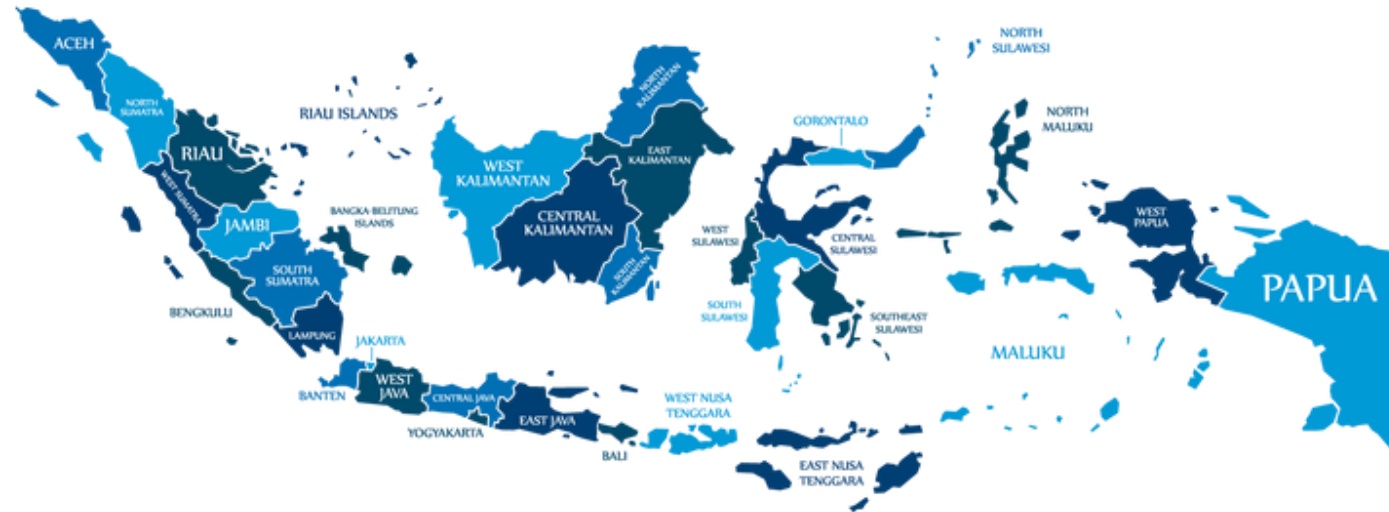 ACEH
NORTH
SUMATRA
RIAU ISLANDS
RIAU
WEST SUMATRA
JAMBI
BANGKA-BELITUNG
ISLANDS
SOUTH
SUMATRA
BENGKULU
LAMPUNG
JAKARTA
BANTEN
WEST
JAVA
CENTRAL JAVA
YOGYAKARTA
EAST JAVA
BALI
WEST NUSA
TENGGARA
EAST NUSA
TENGGARA
NORTH
KALIMANTAN
WEST
KALIMANTAN
EAST
KALIMANTAN
CENTRAL
KALIMANTAN
SOUTH
KALIMANTAN
NORTH
SULAWESI
GORONTALO
WEST
SULAWESI
CENTRAL
SULAWESI
SOUTH
SULAWESI
SOUTHEAST
SULAWESI
NORTH
MALUKU
MALUKU
WEST
PAPUA
PAPUA